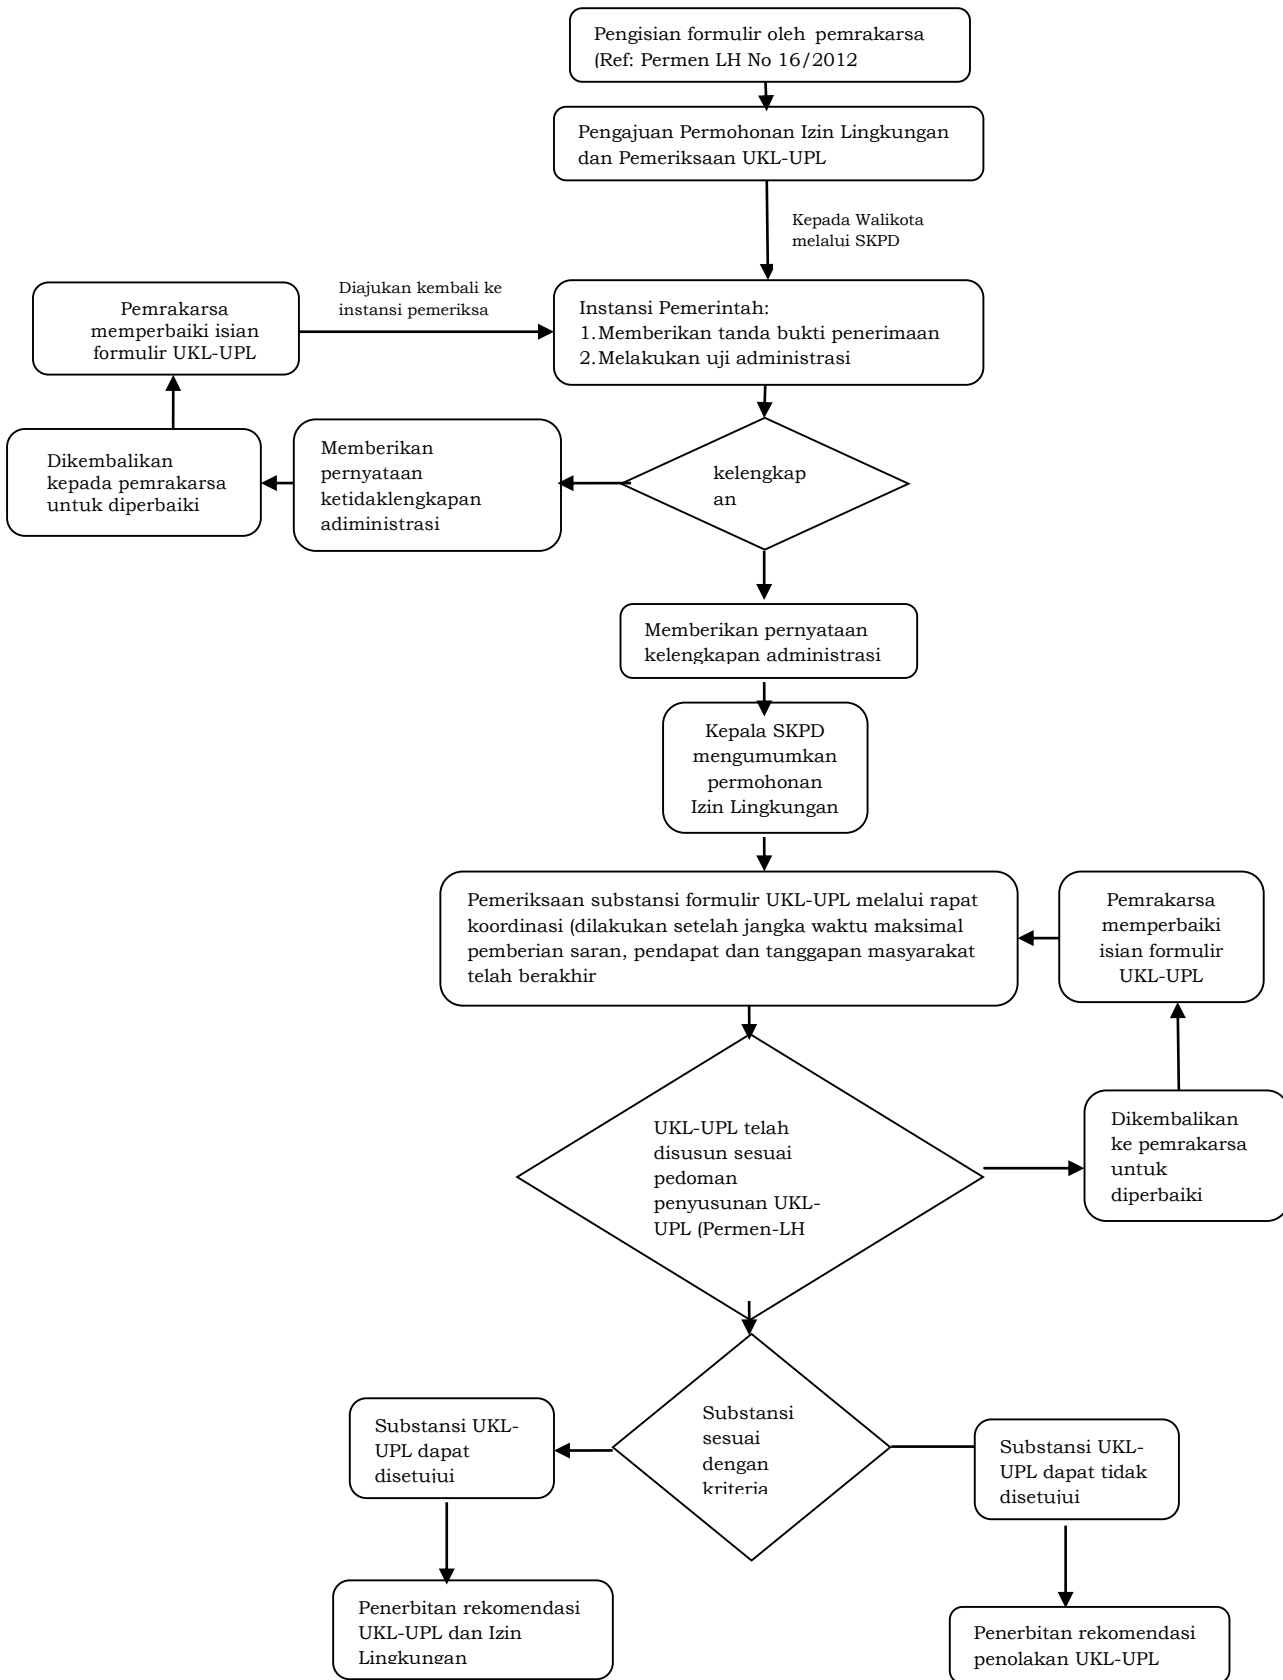 Pengisian formulir oleh pemrakarsa
(Ref: Permen LH No 16/2012
Pengajuan Permohonan Izin Lingkungan
dan Pemeriksaan UKL-UPL
Kepada Walikota
melalui SKPD
Pemrakarsa
memperbaiki isian
formulir UKL-UPL
Diajukan kembali ke
instansi pemeriksa
Instansi Pemerintah:
1.Memberikan tanda bukti penerimaan
2.Melakukan uji administrasi
Dikembalikan
kepada pemrakarsa
untuk diperbaiki
Memberikan
pernyataan
ketidaklengkapan
adiministrasi
kelengkap
an
Memberikan pernyataan
kelengkapan administrasi
Kepala SKPD
mengumumkan
permohonan
Izin Lingkungan
Pemeriksaan substansi formulir UKL-UPL melalui rapat
koordinasi (dilakukan setelah jangka waktu maksimal
pemberian saran, pendapat dan tanggapan masyarakat
telah berakhir
Pemrakarsa
memperbaiki
isian formulir
UKL-UPL
UKL-UPL telah
disusun sesuai
pedoman
penyusunan UKL-
UPL (Permen-LH
Dikembalikan
ke pemrakarsa
untuk
diperbaiki
Substansi
sesuai
dengan
kriteria
Substansi UKL-
UPL dapat
disetujui
Substansi UKL-
UPL dapat tidak
disetujui
Penerbitan rekomendasi
UKL-UPL dan Izin
Lingkungan
Penerbitan rekomendasi
penolakan UKL-UPL